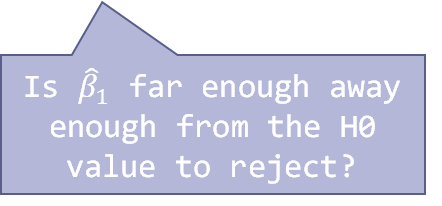 Is β̂₁ far enough away
enough from the H0
value to reject?